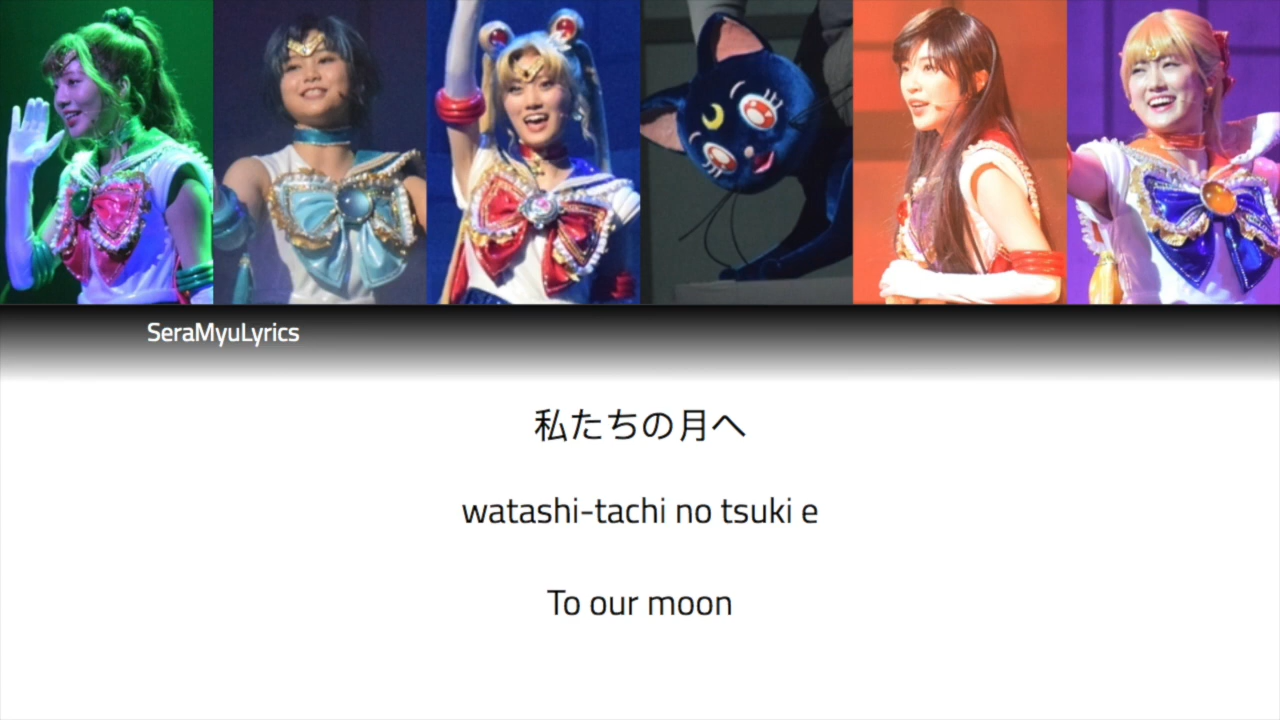 SeraMyuLyrics
私たちの月へ
watashi-tachi no tsuki e
To our moon